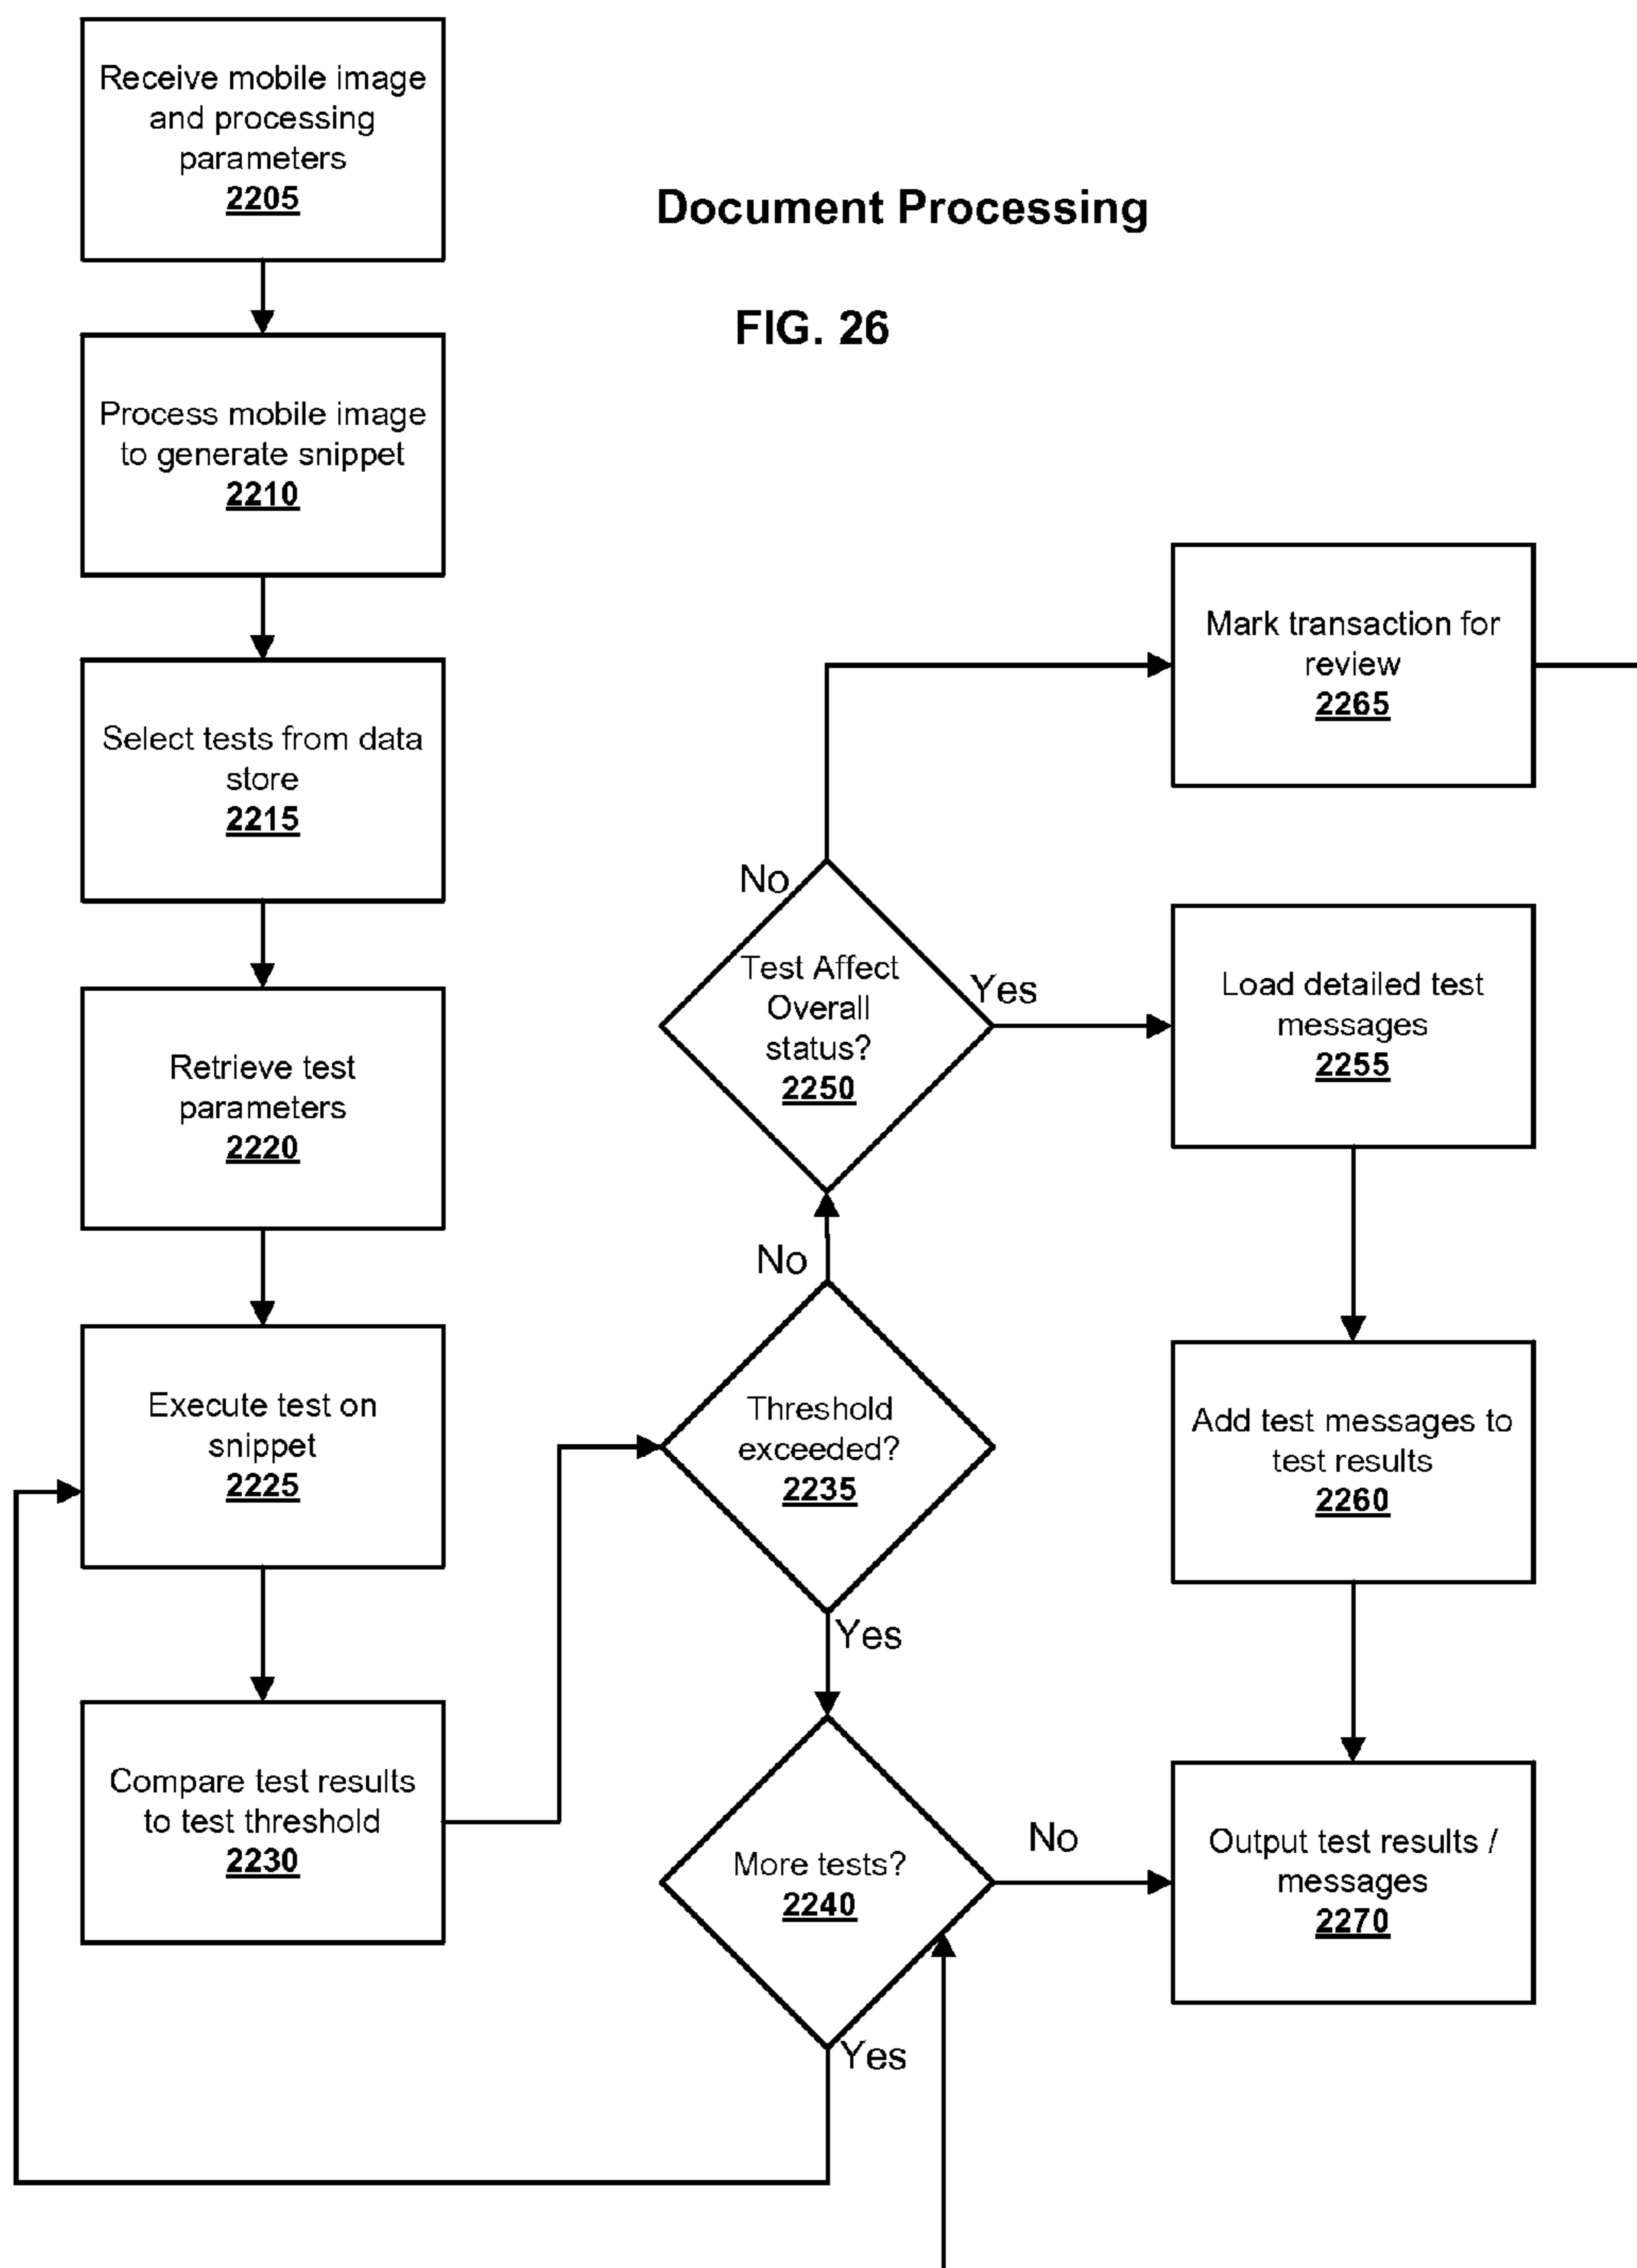 Receive mobile image
and processing
parameters
2205
Document Processing
FIG. 26
Process mobile image
to generate snippet
2210
Select tests from data
store
2215
Retrieve test
parameters
2220
Execute test on
snippet
2225
Compare test results
to test threshold
2230
Threshold
exceeded?
2235
No
Yes
Test Affect
Overall
status?
2250
No
Yes
More tests?
2240
No
Yes
Mark transaction for
review
2265
Load detailed test
messages
2255
Add test messages to
test results
2260
Output test results /
messages
2270